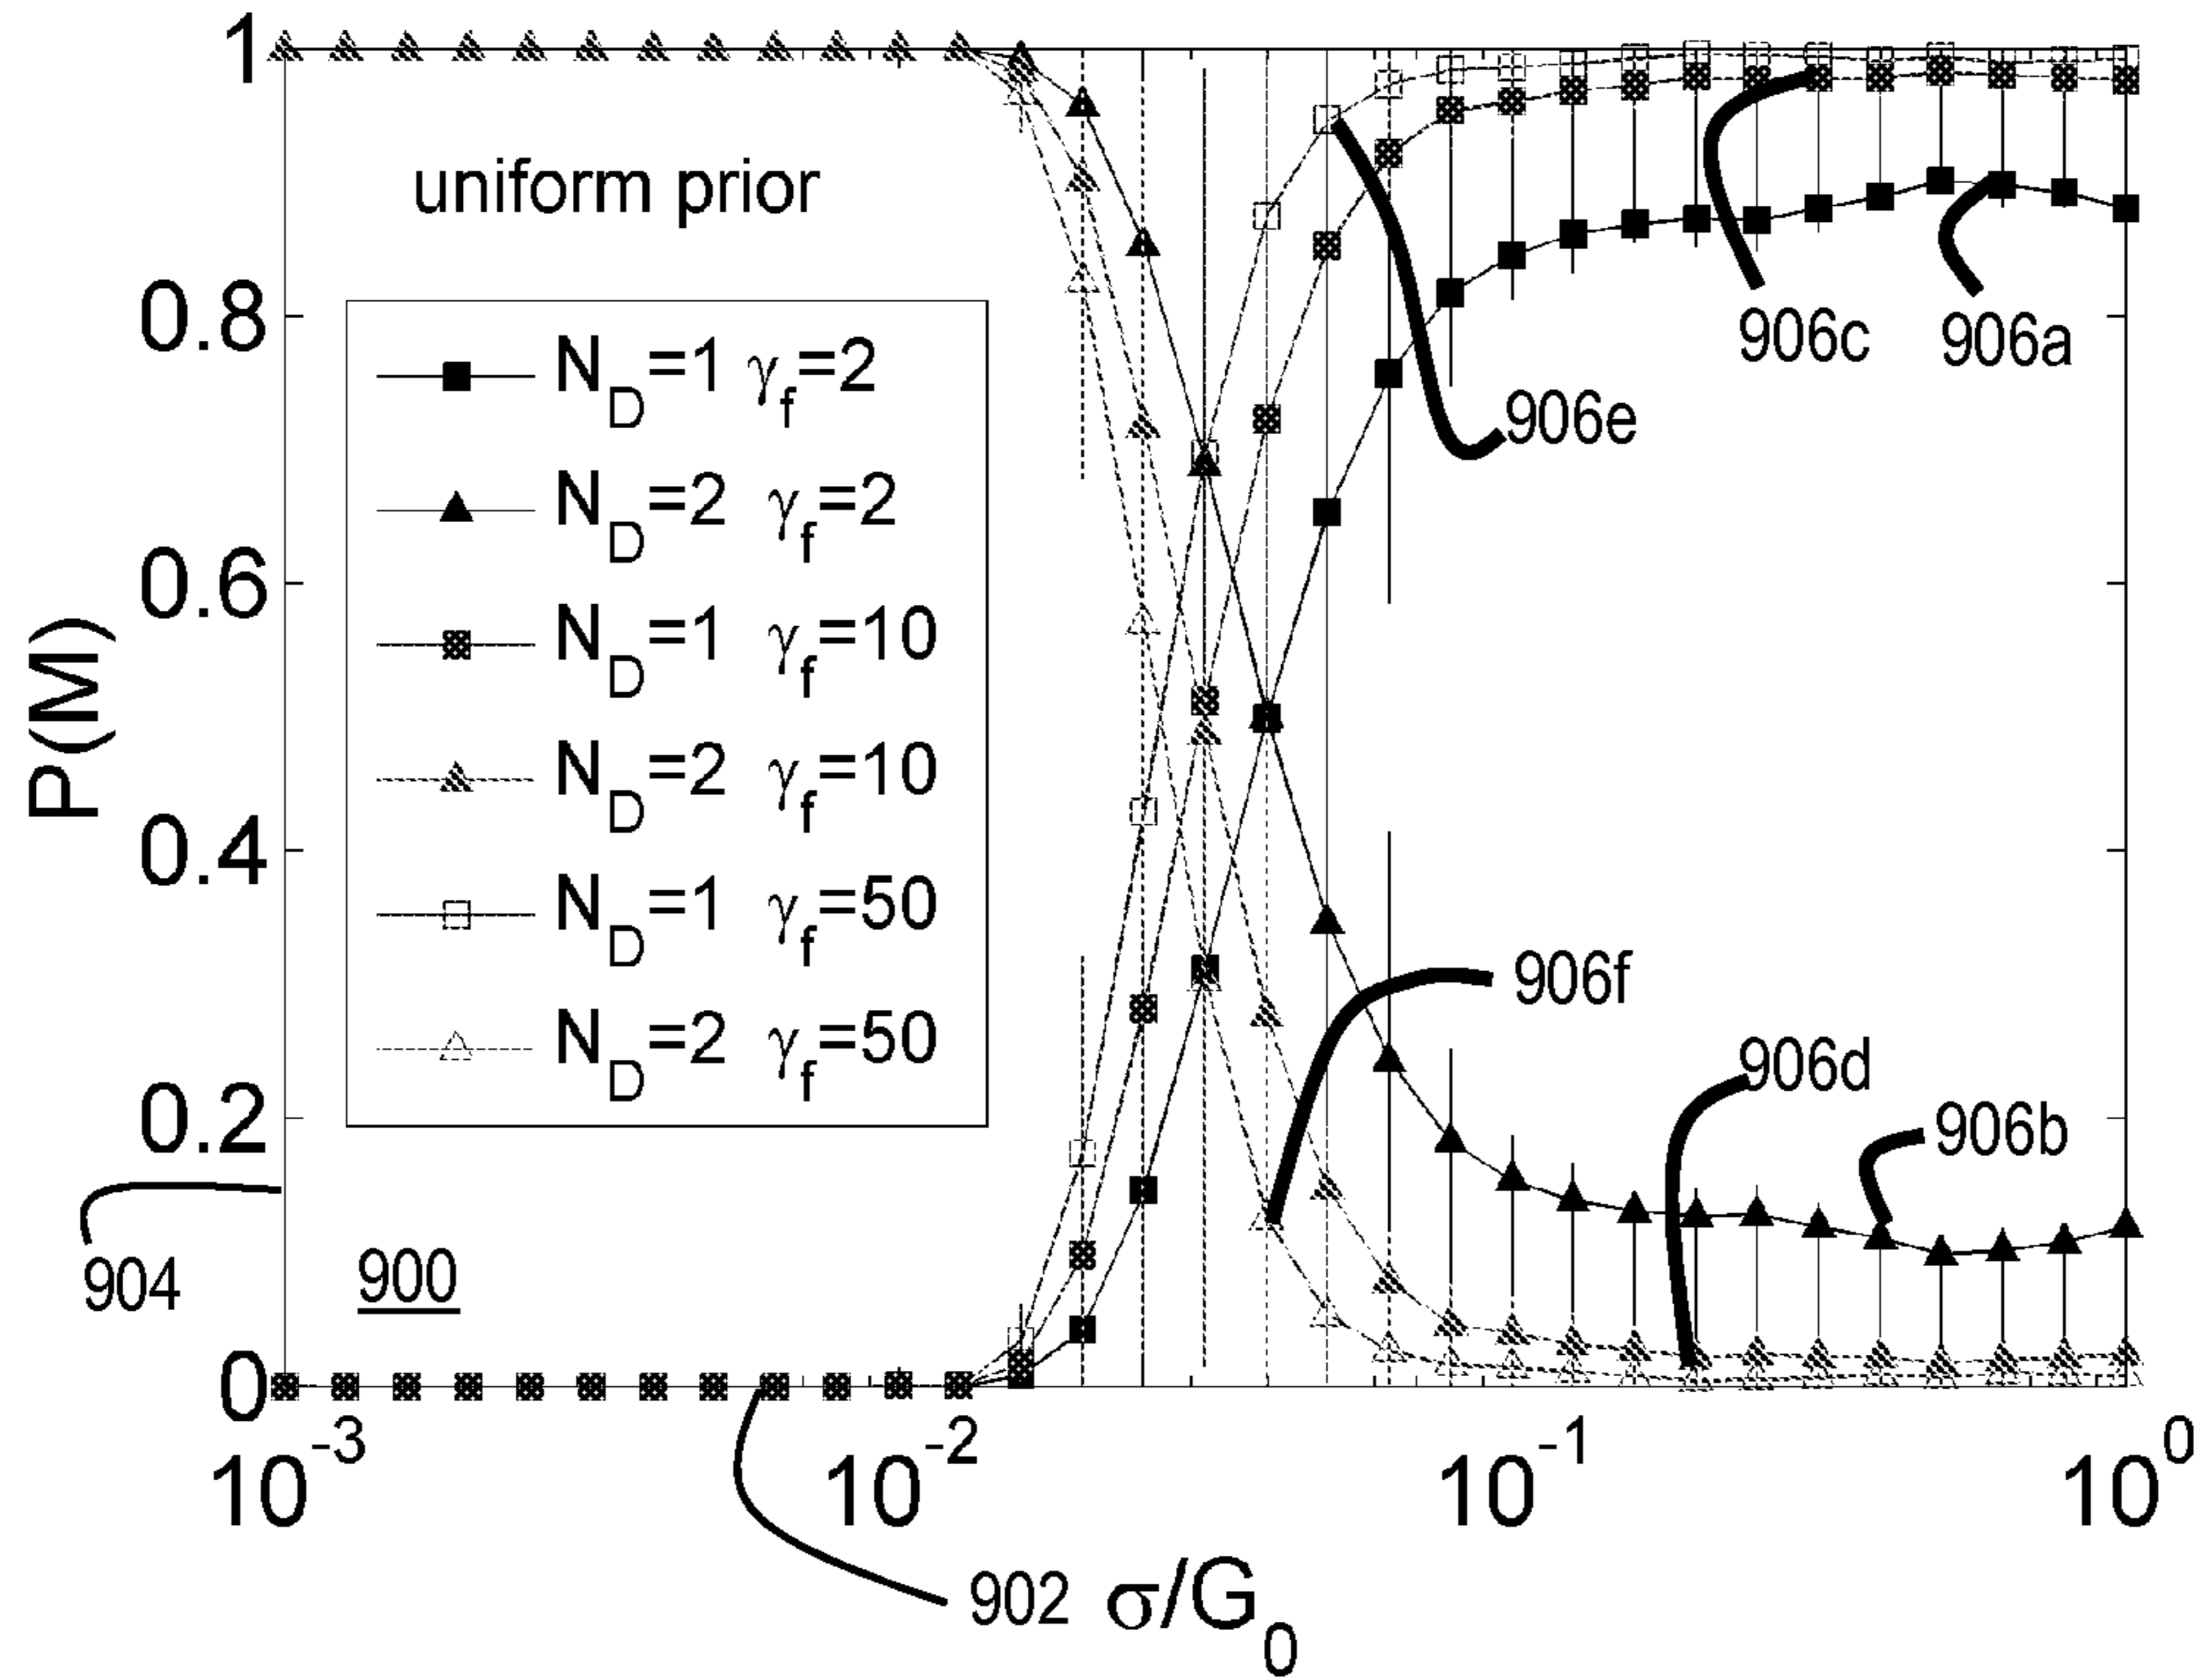 1
uniform prior
0.8
N_D=1 γ_f=2
906c
906a
906e
N_D=2 γ_f=2
0.6
N_D=1 γ_f=10
P(M)
N_D=2 γ_f=10
0.4
N_D=1 γ_f=50
906f
N_D=2 γ_f=50
906d
0.2
906b
904
900
0
10^-3
10^-2
10^-1
10^0
902 σ/G_0